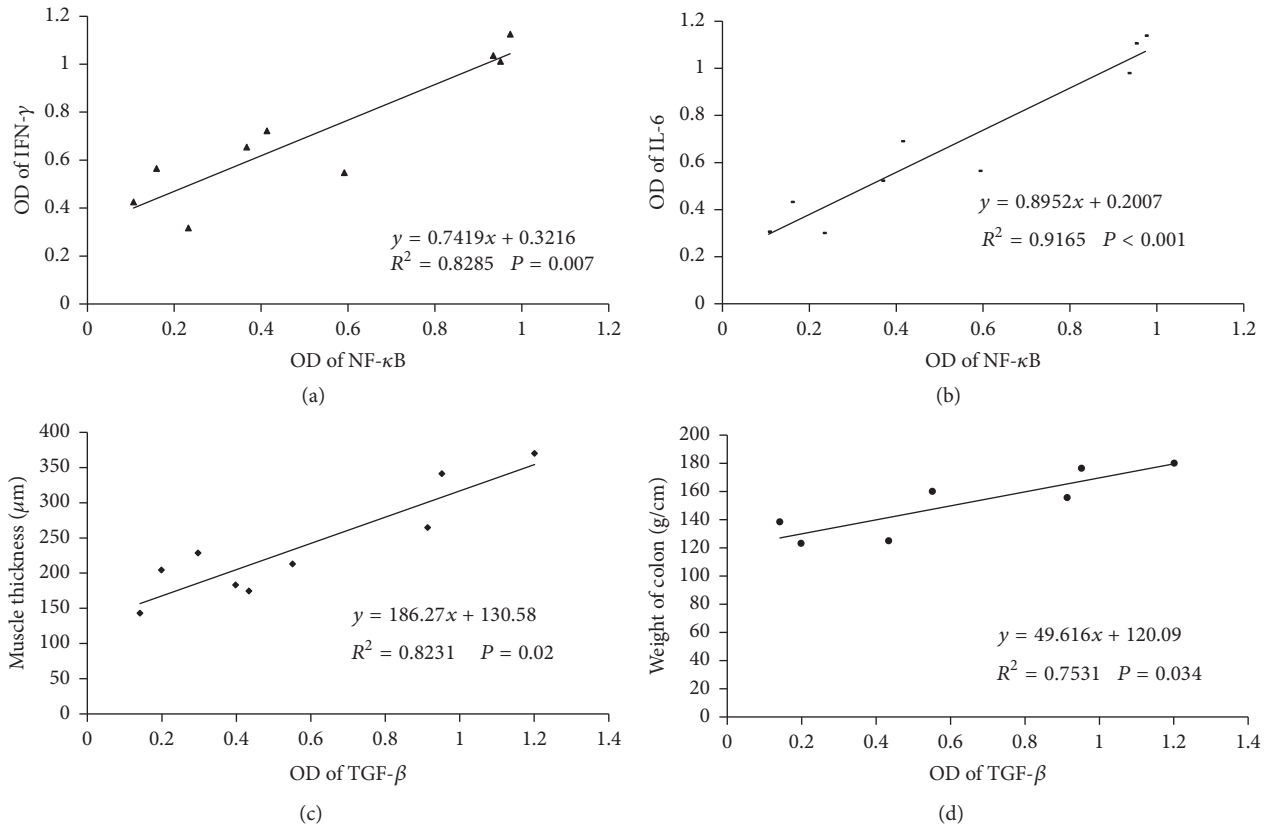 1.2
1
0.8
0.6
0.4
0.2
0
OD of IFN-γ
y = 0.7419x + 0.3216
R² = 0.8285 P = 0.007
0 0.2 0.4 0.6 0.8 1 1.2
OD of NF-κB
(a)
1.2
1
0.8
0.6
0.4
0.2
0
OD of IL-6
y = 0.8952x + 0.2007
R² = 0.9165 P < 0.001
0 0.2 0.4 0.6 0.8 1 1.2
OD of NF-κB
(b)
400
350
300
250
200
150
100
50
0
Muscle thickness (μm)
y = 186.27x + 130.58
R² = 0.8231 P = 0.02
0 0.2 0.4 0.6 0.8 1 1.2 1.4
OD of TGF-β
(c)
200
180
160
140
120
100
80
60
40
20
0
Weight of colon (g/cm)
y = 49.616x + 120.09
R² = 0.7531 P = 0.034
0 0.2 0.4 0.6 0.8 1 1.2 1.4
OD of TGF-β
(d)